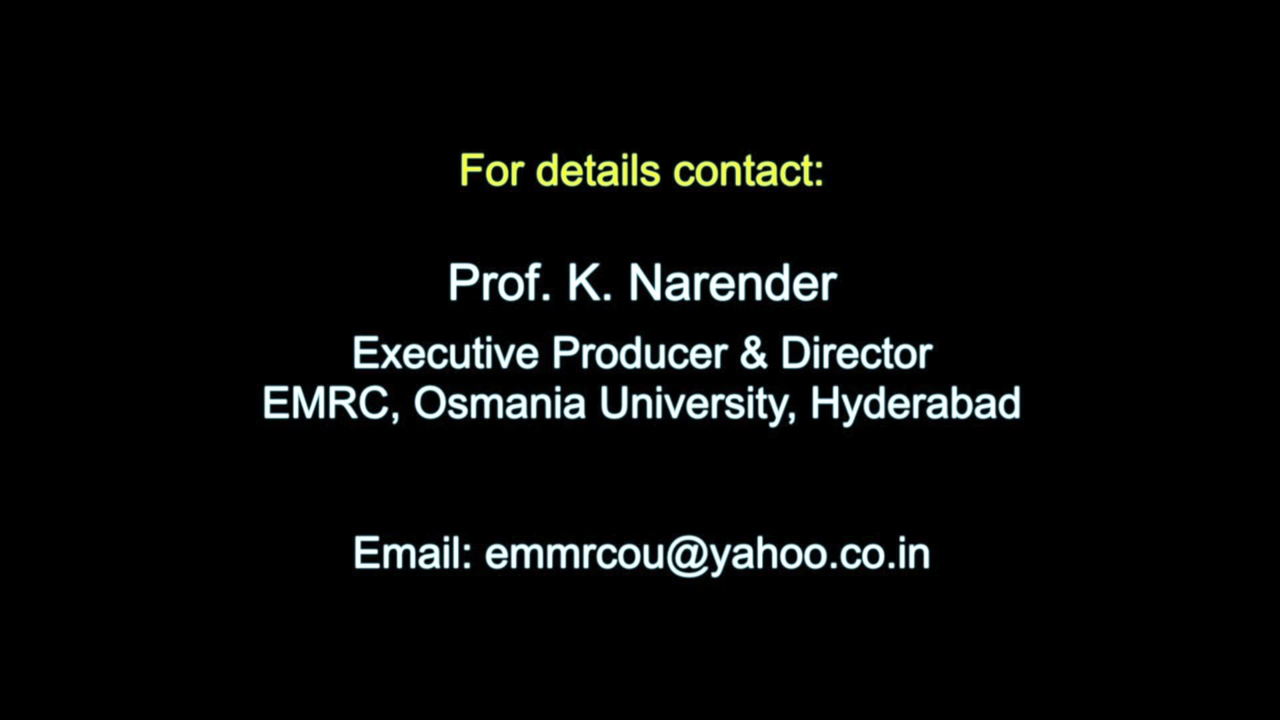 For details contact:
Prof. K. Narender
Executive Producer & Director
EMRC, Osmania University, Hyderabad
Email: emmrcou@yahoo.co.in